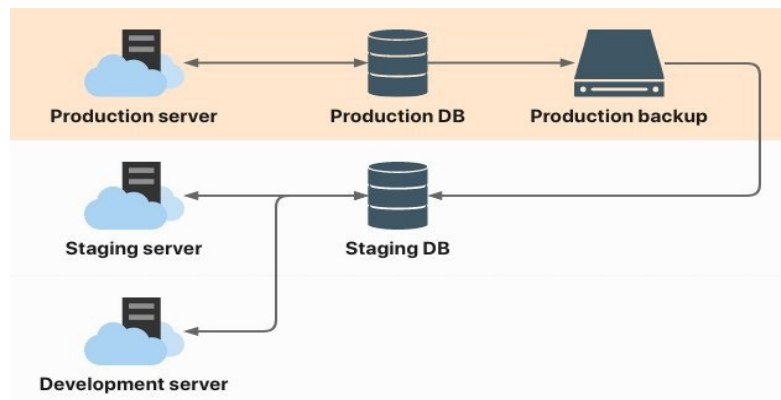 Production server
Production DB
Production backup
Staging server
Staging DB
Development server